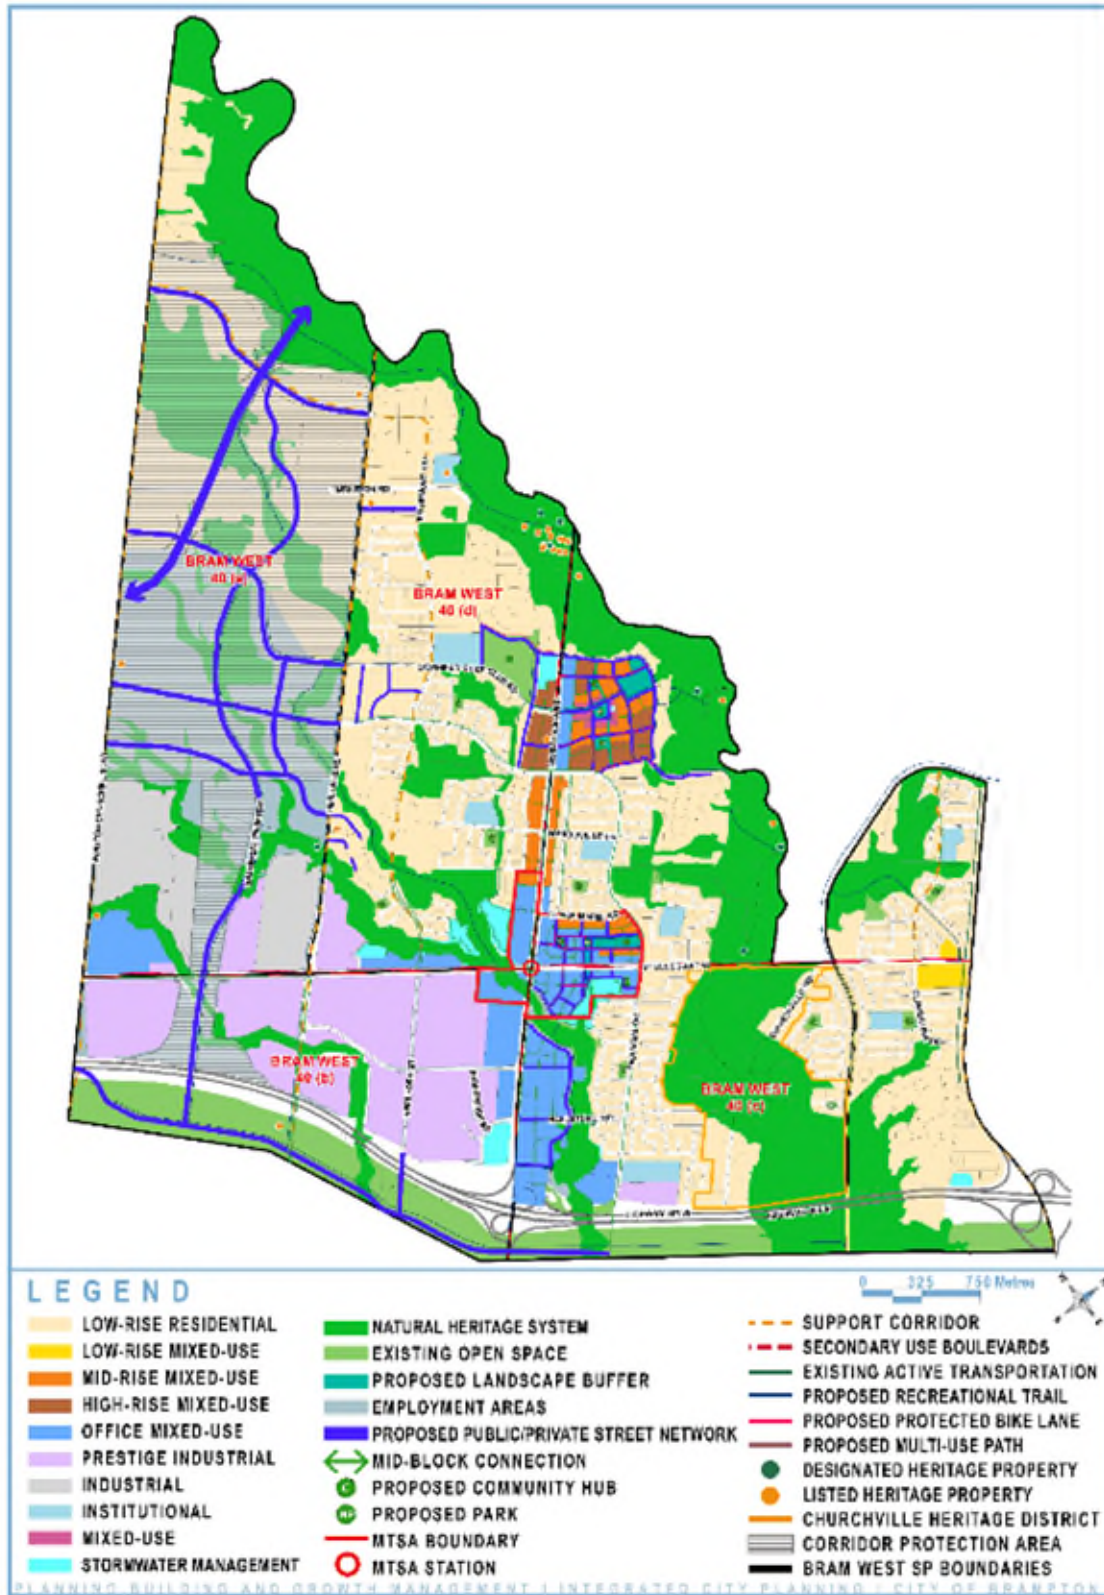 BRAM WEST
40 (a)
BRAM WEST
40 (d)
BRAM WEST
40 (b)
BRAM WEST
40 (c)
LEGEND
0 325 750 Metres
LOW-RISE RESIDENTIAL
LOW-RISE MIXED-USE
MID-RISE MIXED-USE
HIGH-RISE MIXED-USE
OFFICE MIXED-USE
PRESTIGE INDUSTRIAL
INDUSTRIAL
INSTITUTIONAL
MIXED-USE
STORMWATER MANAGEMENT
NATURAL HERITAGE SYSTEM
EXISTING OPEN SPACE
PROPOSED LANDSCAPE BUFFER
EMPLOYMENT AREAS
PROPOSED PUBLIC/PRIVATE STREET NETWORK
MID-BLOCK CONNECTION
PROPOSED COMMUNITY HUB
PROPOSED PARK
MTSA BOUNDARY
MTSA STATION
SUPPORT CORRIDOR
SECONDARY USE BOULEVARDS
EXISTING ACTIVE TRANSPORTATION
PROPOSED RECREATIONAL TRAIL
PROPOSED PROTECTED BIKE LANE
PROPOSED MULTI-USE PATH
DESIGNATED HERITAGE PROPERTY
LISTED HERITAGE PROPERTY
CHURCHVILLE HERITAGE DISTRICT
CORRIDOR PROTECTION AREA
BRAM WEST SP BOUNDARIES
PLANNING BUILDING AND GROWTH MANAGEMENT | INTEGRATED CITY PLANNING | CITY OF BRAMPTON